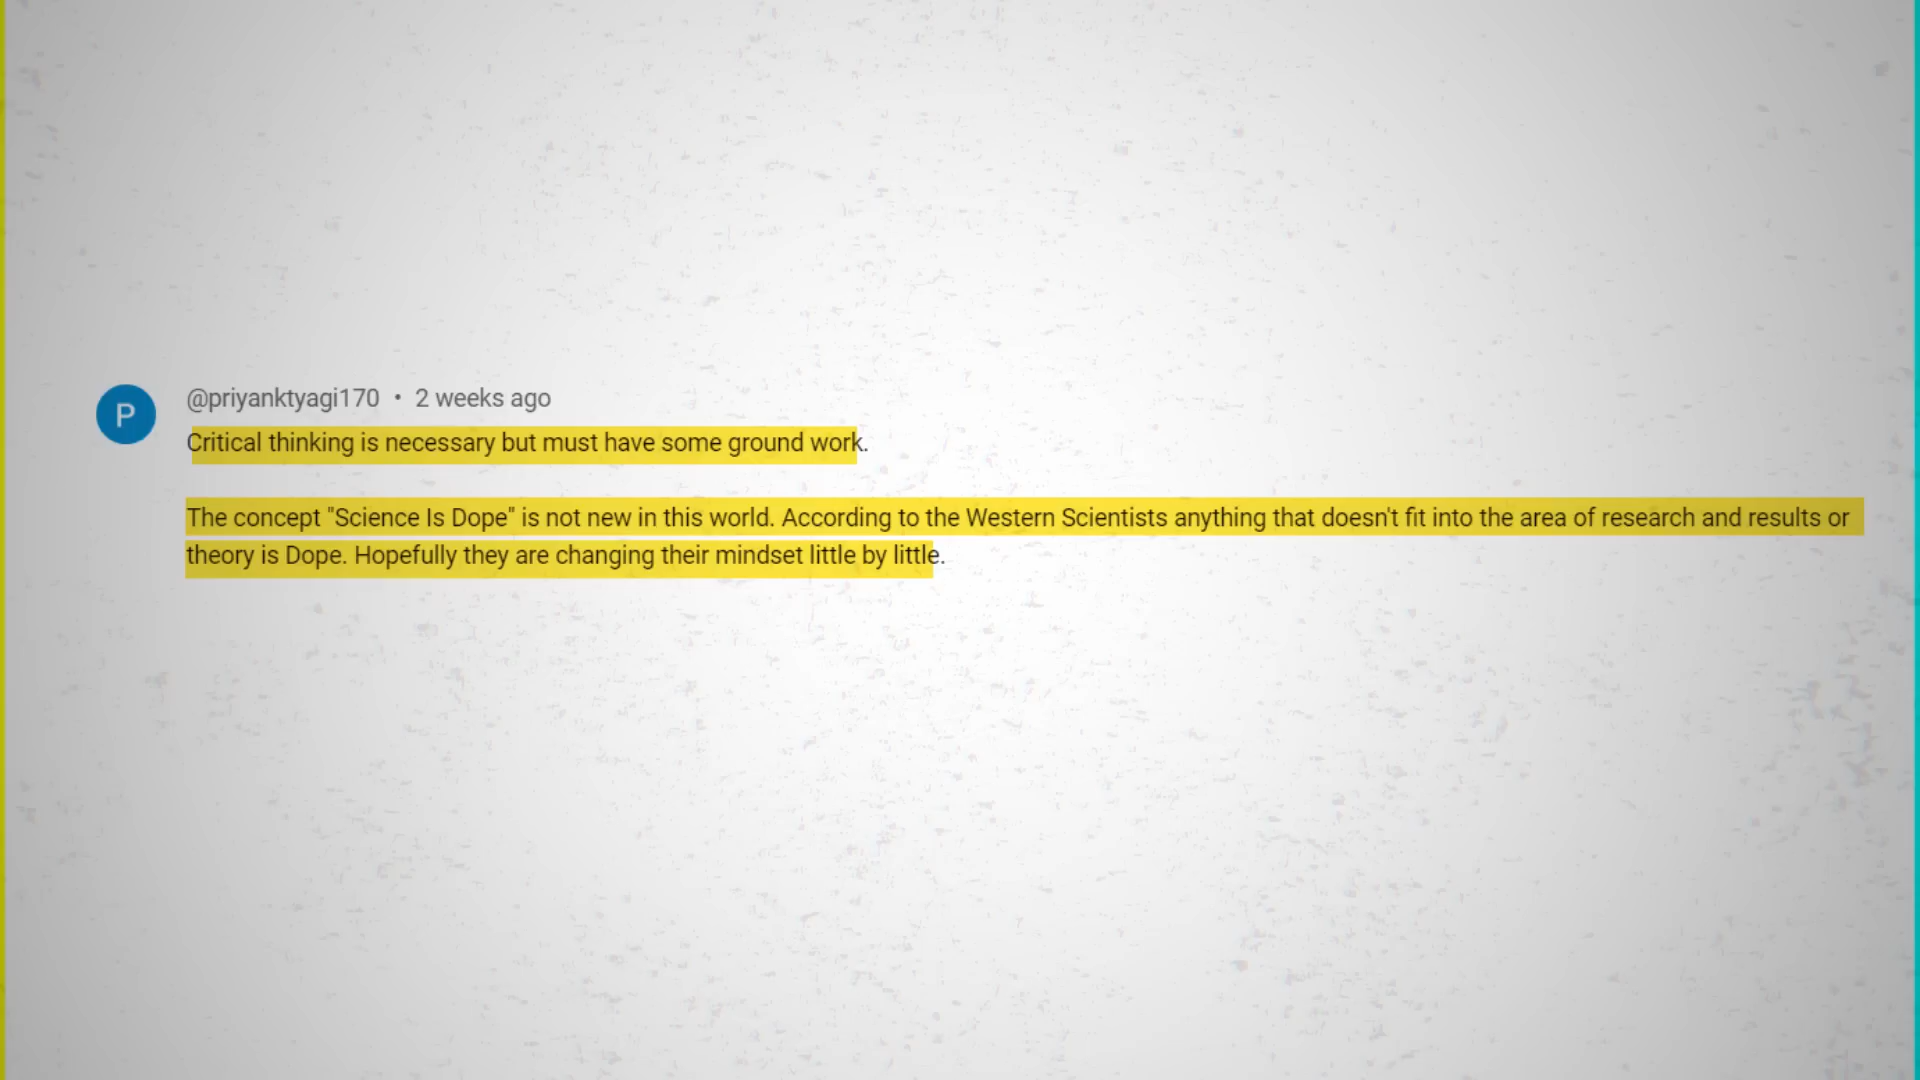 P
@priyanktyagi170 • 2 weeks ago
Critical thinking is necessary but must have some ground work.
The concept "Science Is Dope" is not new in this world. According to the Western Scientists anything that doesn't fit into the area of research and results or
theory is Dope. Hopefully they are changing their mindset little by little.